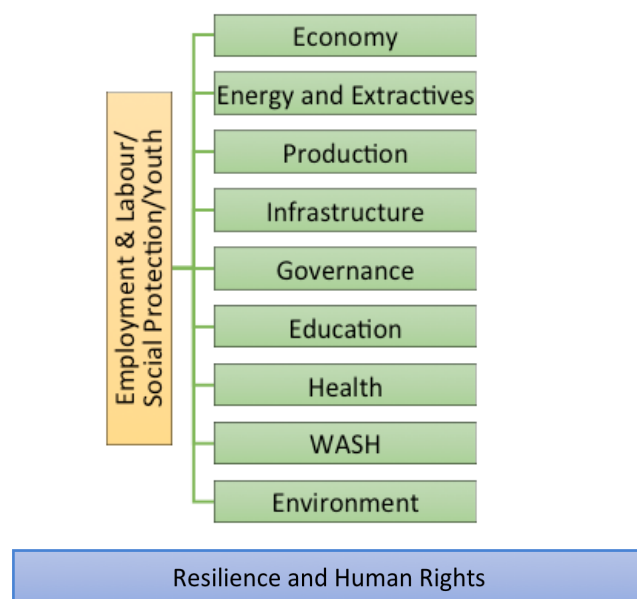 Employment & Labour/
Social Protection/Youth
Economy
Energy and Extractives
Production
Infrastructure
Governance
Education
Health
WASH
Environment
Resilience and Human Rights